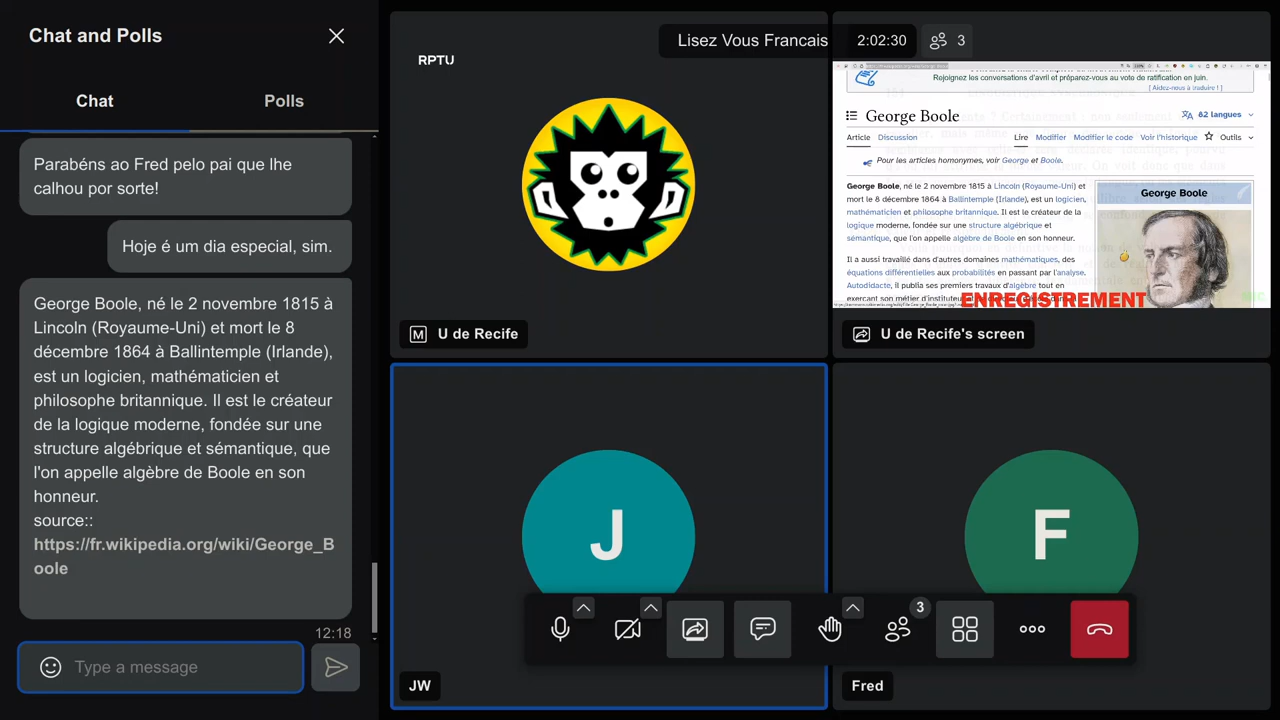 Chat and Polls
Chat
Polls
Parabéns ao Fred pelo pai que lhe
calhou por sorte!
Hoje é um dia especial, sim.
George Boole, né le 2 novembre 1815 à
Lincoln (Royaume-Uni) et mort le 8
décembre 1864 à Ballintemple (Irlande),
est un logicien, mathématicien et
philosophe britannique. Il est le créateur
de la logique moderne, fondée sur une
structure algébrique et sémantique, que
l'on appelle algèbre de Boole en son
honneur.
source::
https://fr.wikipedia.org/wiki/George_B
oole
12:18
Type a message
RPTU
Lisez Vous Francais
2:02:30
3
M U de Recife
Rejoignez les conversations d'avril et préparez-vous au vote de ratification en juin.
[ Aidez-nous à traduire ! ]
George Boole
82 langues
Article Discussion Lire Modifier Modifier le code Voir l'historique Outils
Pour les articles homonymes, voir George et Boole.
George Boole, né le 2 novembre 1815 à Lincoln (Royaume-Uni) et
mort le 8 décembre 1864 à Ballintemple (Irlande), est un logicien,
mathématicien et philosophe britannique. Il est le créateur de la
logique moderne, fondée sur une structure algébrique et
sémantique, que l'on appelle algèbre de Boole en son honneur.
Il a aussi travaillé dans d'autres domaines mathématiques, des
équations différentielles aux probabilités en passant par l'analyse.
Autodidacte, il publia ses premiers travaux d'algèbre tout en
exerçant son métier d'institute
George Boole
ENREGISTREMENT
U de Recife's screen
J
JW
F
Fred
3